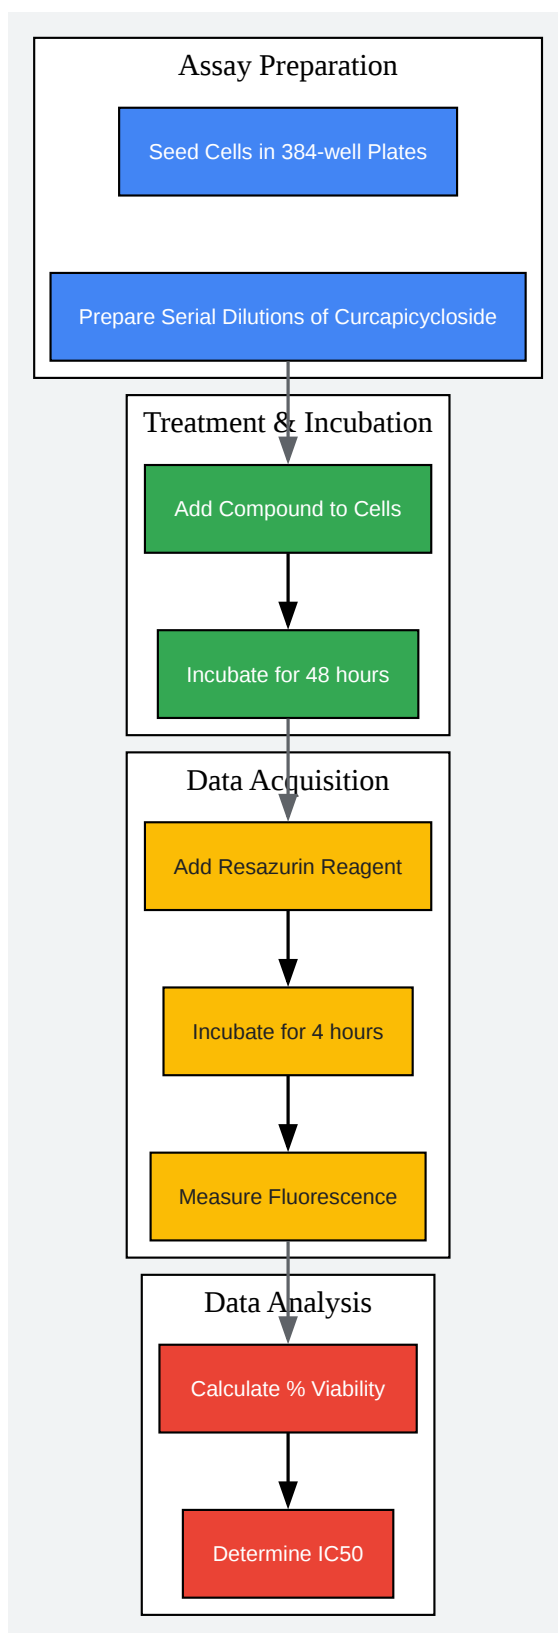 Assay Preparation
Seed Cells in 384-well Plates
Prepare Serial Dilutions of Curcapicycloside
Treatment & Incubation
Add Compound to Cells
Incubate for 48 hours
Data Acquisition
Add Resazurin Reagent
Incubate for 4 hours
Measure Fluorescence
Data Analysis
Calculate % Viability
Determine IC50